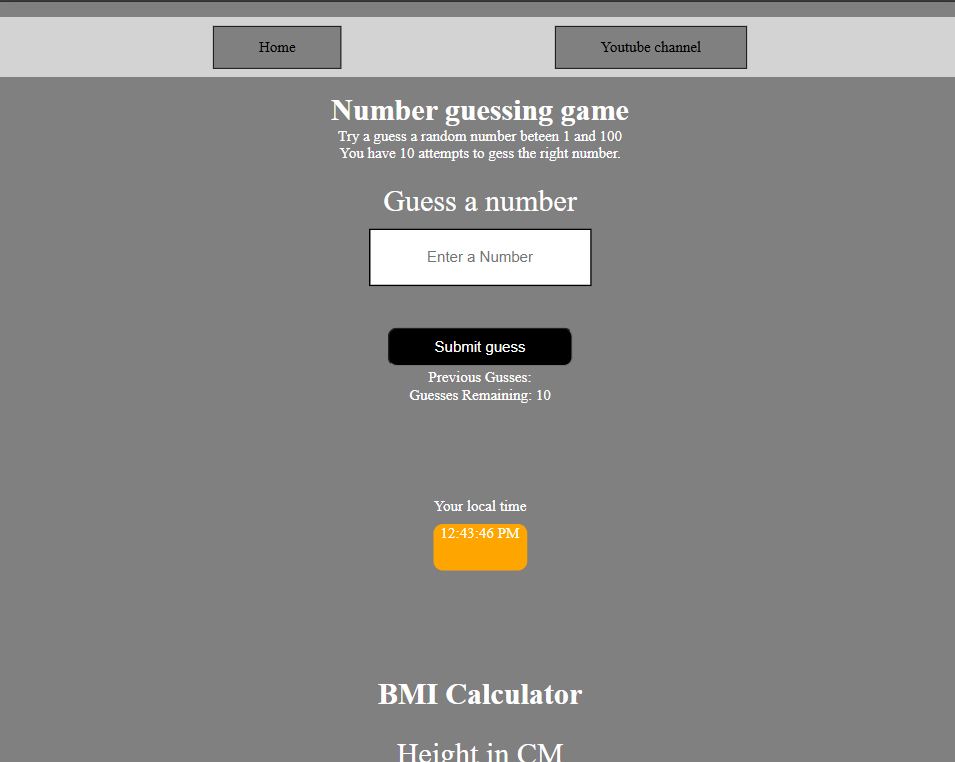 Home
Youtube channel
Number guessing game
Try a guess a random number beteen 1 and 100
You have 10 attempts to gess the right number.
Guess a number
Enter a Number
Submit guess
Previous Gusses:
Guesses Remaining: 10
Your local time
12:43:46 PM
BMI Calculator
Height in CM